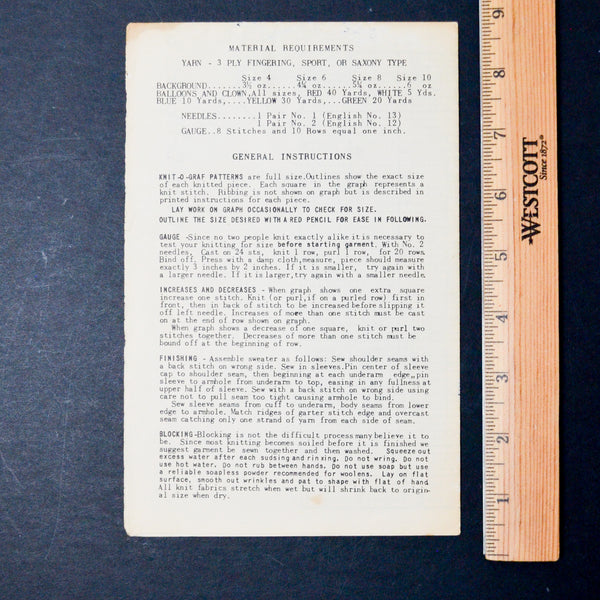 MATERIAL REQUIREMENTS
YARN - 3 PLY FINGERING, SPORT, OR SAXONY TYPE
Size 4 Size 6 Size 8 Size 10
BACKGROUND.......3½ oz.....4¼ oz.....5¼ oz.....6 oz
BALLOONS AND CLOWN,All sizes, RED 40 Yards, WHITE 5 Yds.
BLUE 10 Yards,....YELLOW 30 Yards,...GREEN 20 Yards
NEEDLES.........1 Pair No. 1 (English No. 13)
1 Pair No. 2 (English No. 12)
GAUGE..8 Stitches and 10 Rows equal one inch.
GENERAL INSTRUCTIONS
KNIT-O-GRAF PATTERNS are full size.Outlines show the exact size
of each knitted piece. Each square in the graph represents a
knit stitch. Ribbing is not shown on graph but is described in
printed instructions for each piece.
LAY WORK ON GRAPH OCCASIONALLY TO CHECK FOR SIZE.
OUTLINE THE SIZE DESIRED WITH A RED PENCIL FOR EASE IN FOLLOWING.
GAUGE -Since no two people knit exactly alike it is necessary to
test your knitting for size before starting garment. With No. 2
needles, Cast on 24 sts, knit 1 row, purl 1 row, for 20 rows.
Bind off. Press with a damp cloth,measure, piece should measure
exactly 3 inches by 2 inches. If it is smaller, try again with
a larger needle. If it is larger,try again with a smaller needle.
INCREASES AND DECREASES - When graph shows one extra square
increase one stitch. Knit (or purl,if on a purled row) first in
front, then in back of stitch to be increased before slipping it
off left needle. Increases of more than one stitch must be cast
on at the end of row shown on graph.
When graph shows a decrease of one square, knit or purl two
stitches together. Decreases of more than one stitch must be
bound off at the beginning of row.
FINISHING - Assemble sweater as follows: Sew shoulder seams with
a back stitch on wrong side. Sew in sleeves.Pin center of sleeve
cap to shoulder seam, then beginning at each underarm edge,pin
sleeve to armhole from underarm to top, easing in any fullness at
upper half of sleeve. Sew with a back stitch on wrong side using
care not to pull seam too tight causing armhole to bind.
Sew sleeve seams from cuff to underarm, body seams from lower
edge to armhole. Match ridges of garter stitch edge and overcast
seam catching only one strand of yarn from each side of seam.
BLOCKING-Blocking is not the difficult process many believe it to
be. Since most knitting becomes soiled before it is finished we
suggest garment be sewn together and then washed. Squeeze out
excess water after each sudsing and rinxing. Do not wring. Do not
use hot water. Do not rub between hands. Do not use soap but use
a reliable soapless powder recommended for woolens. Lay on flat
surface, smooth out wrinkles and pat to shape with flat of hand.
All knit fabrics stretch when wet but will shrink back to origin-
al size when dry.
9
8
7
6
5
4
3
2
1
WESTCOTT
Since 1872